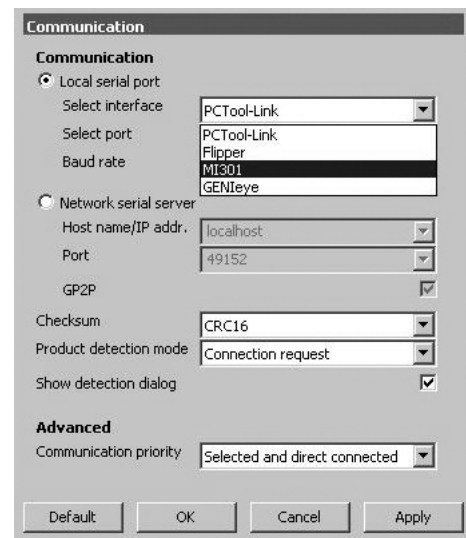 Communication
Communication
Local serial port
Select interface PCTool-Link
Select port PCTool-Link
Flipper
Baud rate MI301
GENIeye
Network serial server
Host name/IP addr. localhost
Port 49152
GP2P
Checksum CRC16
Product detection mode Connection request
Show detection dialog
Advanced
Communication priority Selected and direct connected
Default OK Cancel Apply